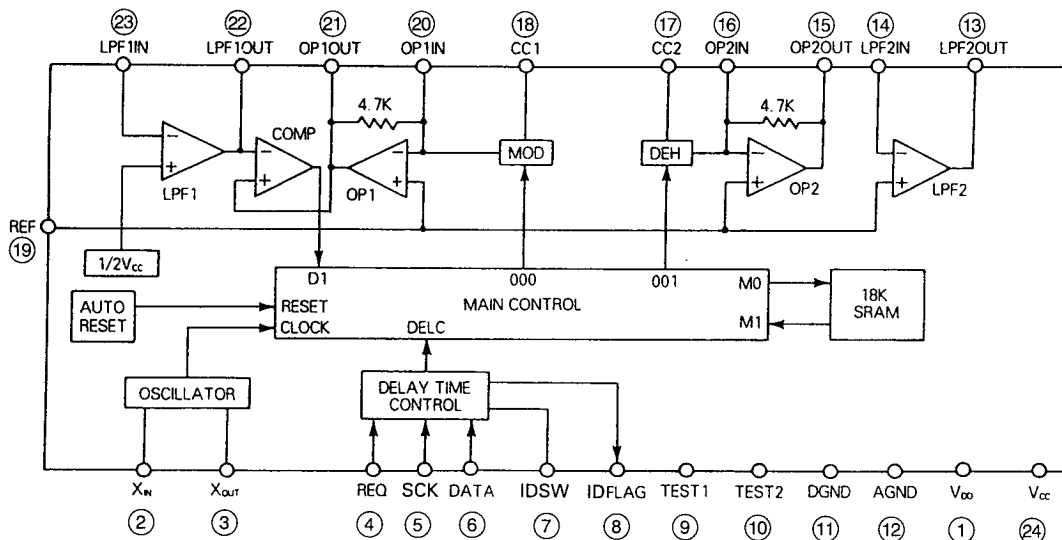 23 22 21 20 18 17 16 15 14 13
LPF1IN LPF1OUT OP1OUT OP1IN CC1 CC2 OP2IN OP2OUT LPF2IN LPF2OUT
4.7K 4.7K
COMP
MOD DEH
LPF1 OP1 OP2 LPF2
REF
19
1/2Vcc
D1 000 001 M0
MAIN CONTROL
AUTO
RESET
RESET
CLOCK
DELC M1
18K
SRAM
OSCILLATOR
DELAY TIME
CONTROL
XIN XOUT REQ SCK DATA IDSW IDFLAG TEST1 TEST2 DGND AGND VDD Vcc
2 3 4 5 6 7 8 9 10 11 12 1 24